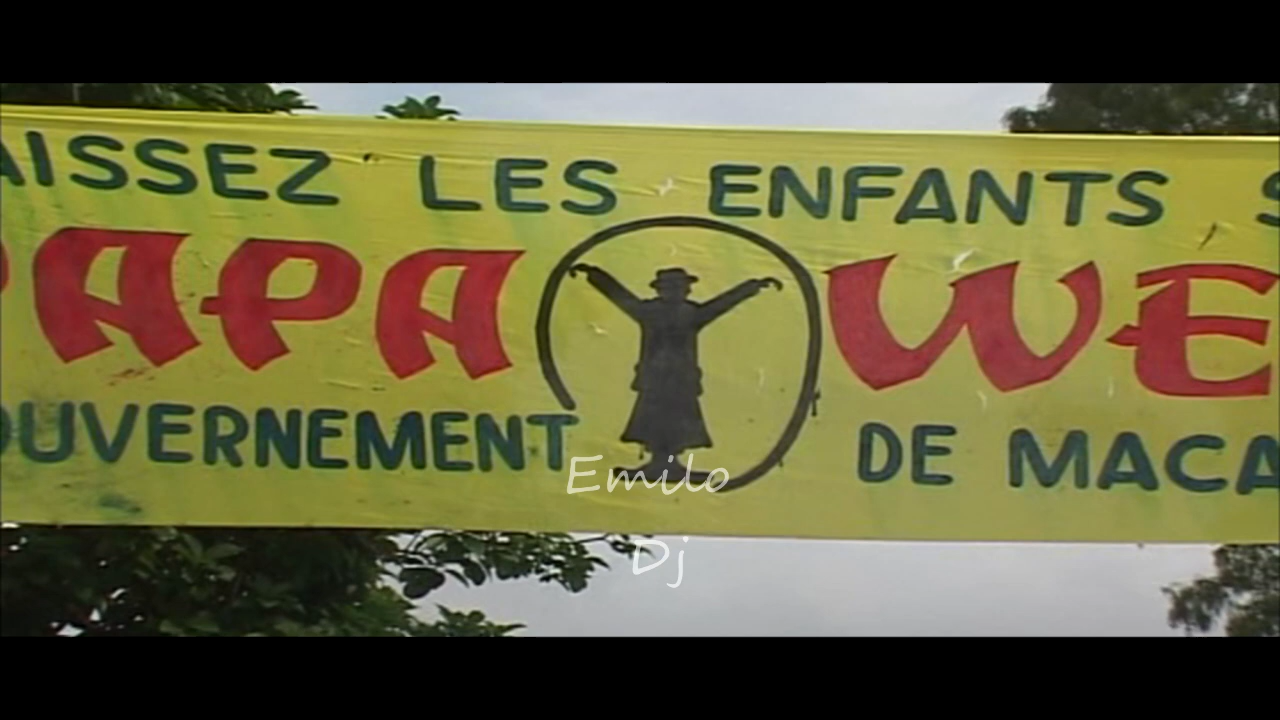 AISSEZ LES ENFANTS S
PAPA WE
OUVERNEMENT DE MACA
Emilo
Dj